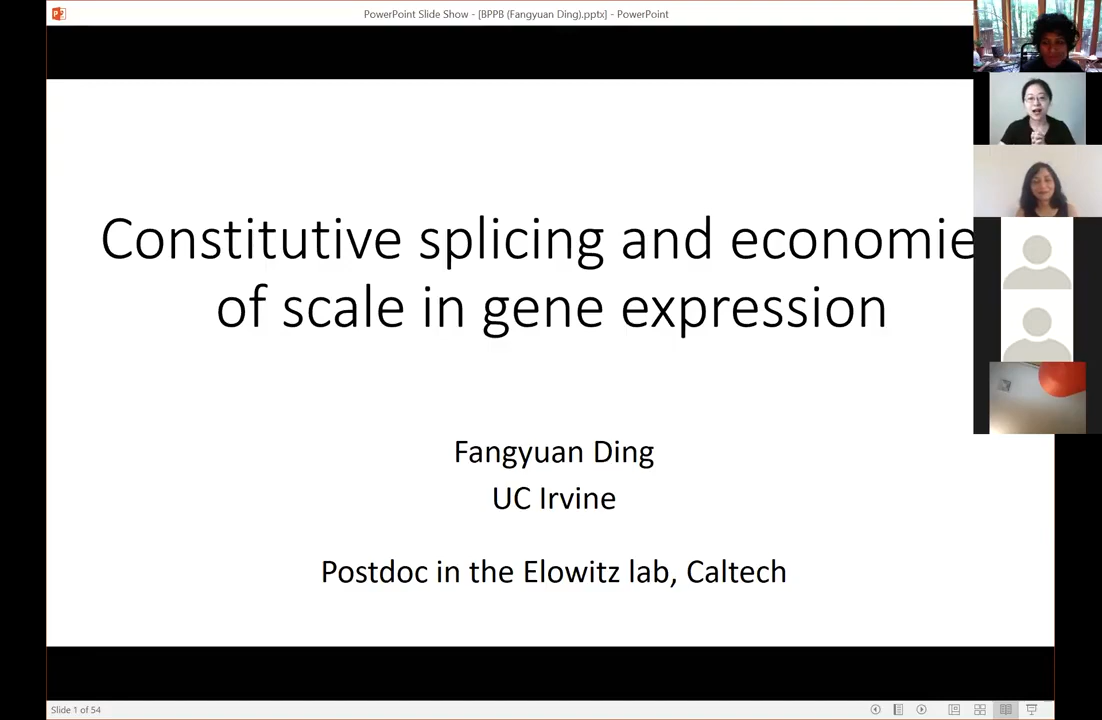 PowerPoint Slide Show - [BPPB (Fangyuan Ding).pptx] - PowerPoint
Constitutive splicing and economie
of scale in gene expression
Fangyuan Ding
UC Irvine
Postdoc in the Elowitz lab, Caltech
Slide 1 of 54